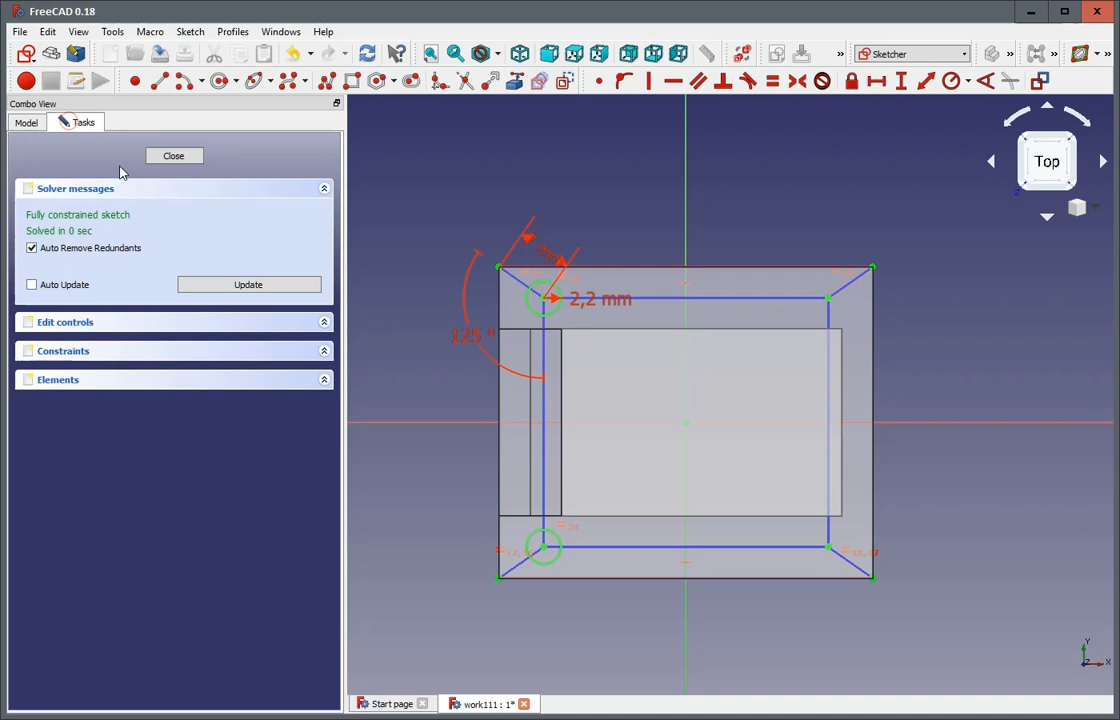 FreeCAD 0.18
File Edit View Tools Macro Sketch Profiles Windows Help
Sketcher
Combo View
Model Tasks
Close
Solver messages
Fully constrained sketch
Solved in 0 sec
Auto Remove Redundants
Auto Update Update
Edit controls
Constraints
Elements
2,2 mm
125 °
Top
Z
Y
Z X
Start page work111 : 1*